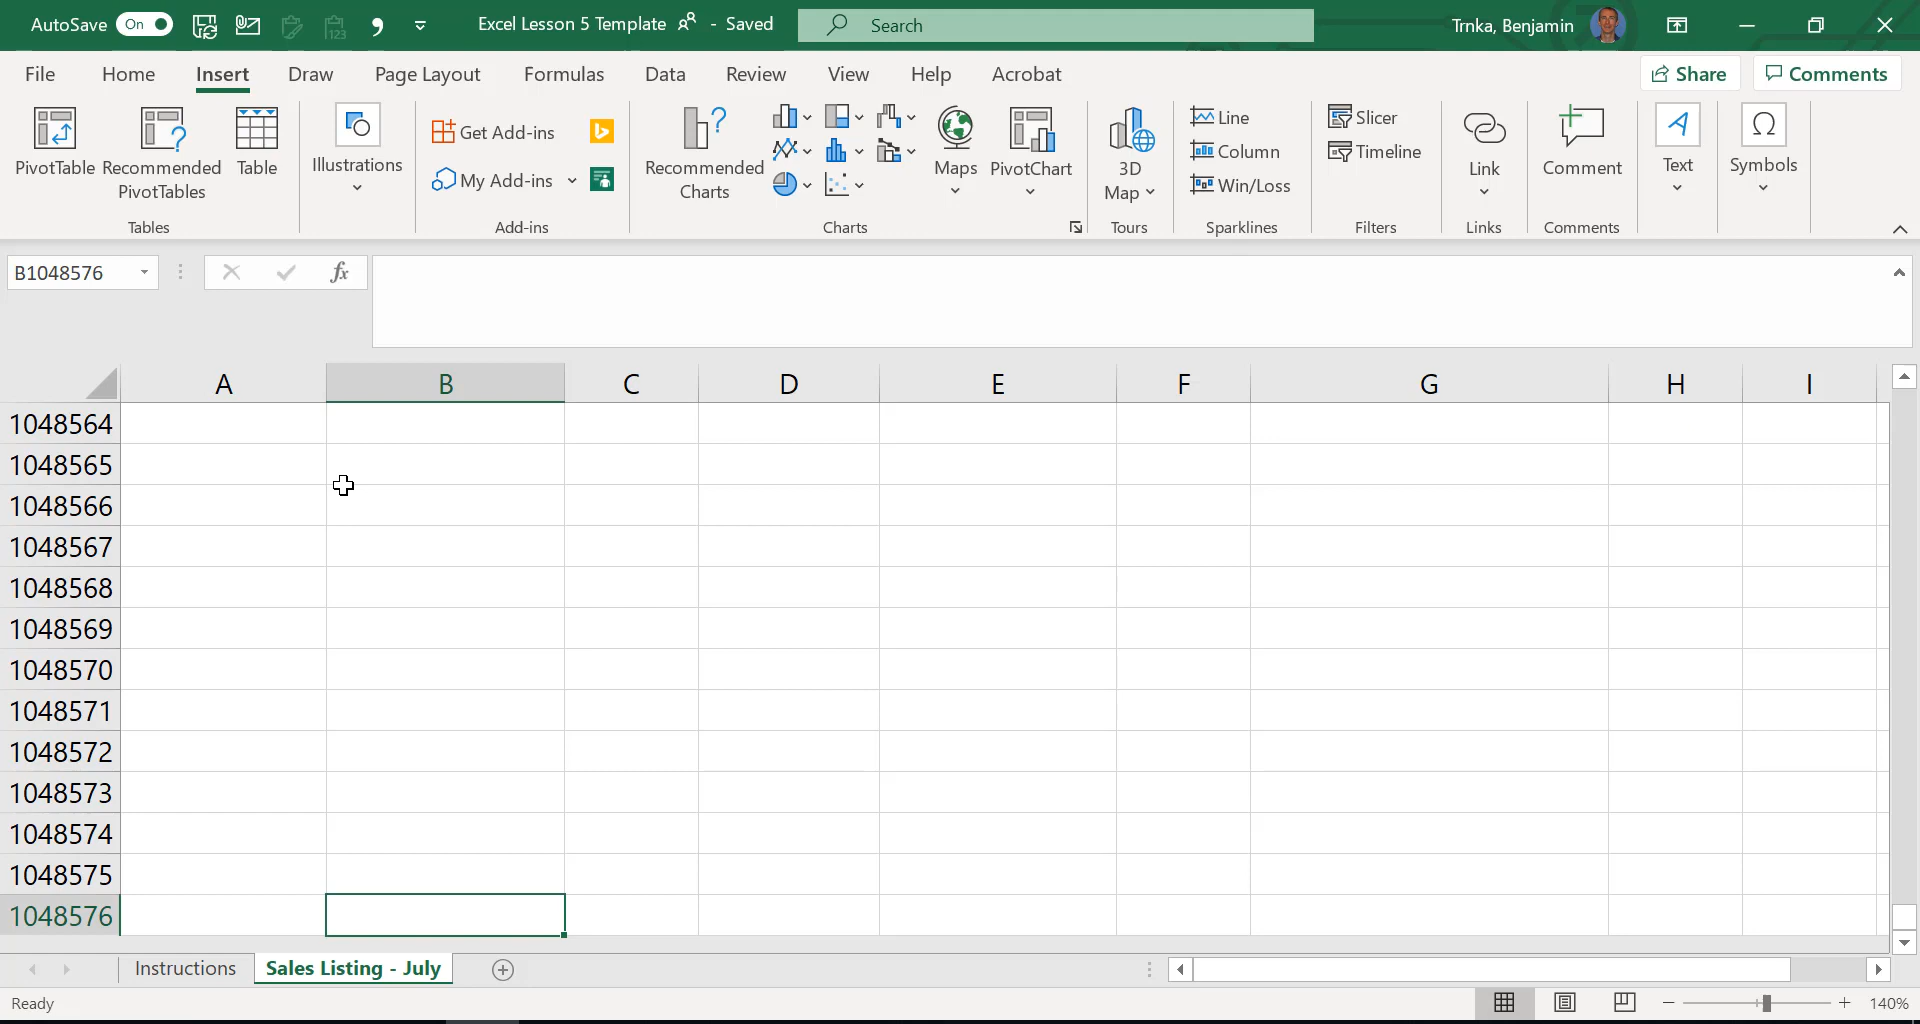 AutoSave On Excel Lesson 5 Template - Saved Search Trnka, Benjamin
File Home Insert Draw Page Layout Formulas Data Review View Help Acrobat Share Comments
PivotTable
Recommended
PivotTables
Table
Tables
Illustrations
Get Add-ins
My Add-ins
Add-ins
Recommended
Charts
Maps
PivotChart
Charts
3D
Map
Tours
Line
Column
Win/Loss
Sparklines
Slicer
Timeline
Filters
Link
Links
Comment
Comments
Text
Symbols
B1048576 fx
A B C D E F G H I
1048564
1048565
1048566
1048567
1048568
1048569
1048570
1048571
1048572
1048573
1048574
1048575
1048576
Instructions Sales Listing - July
Ready 140%